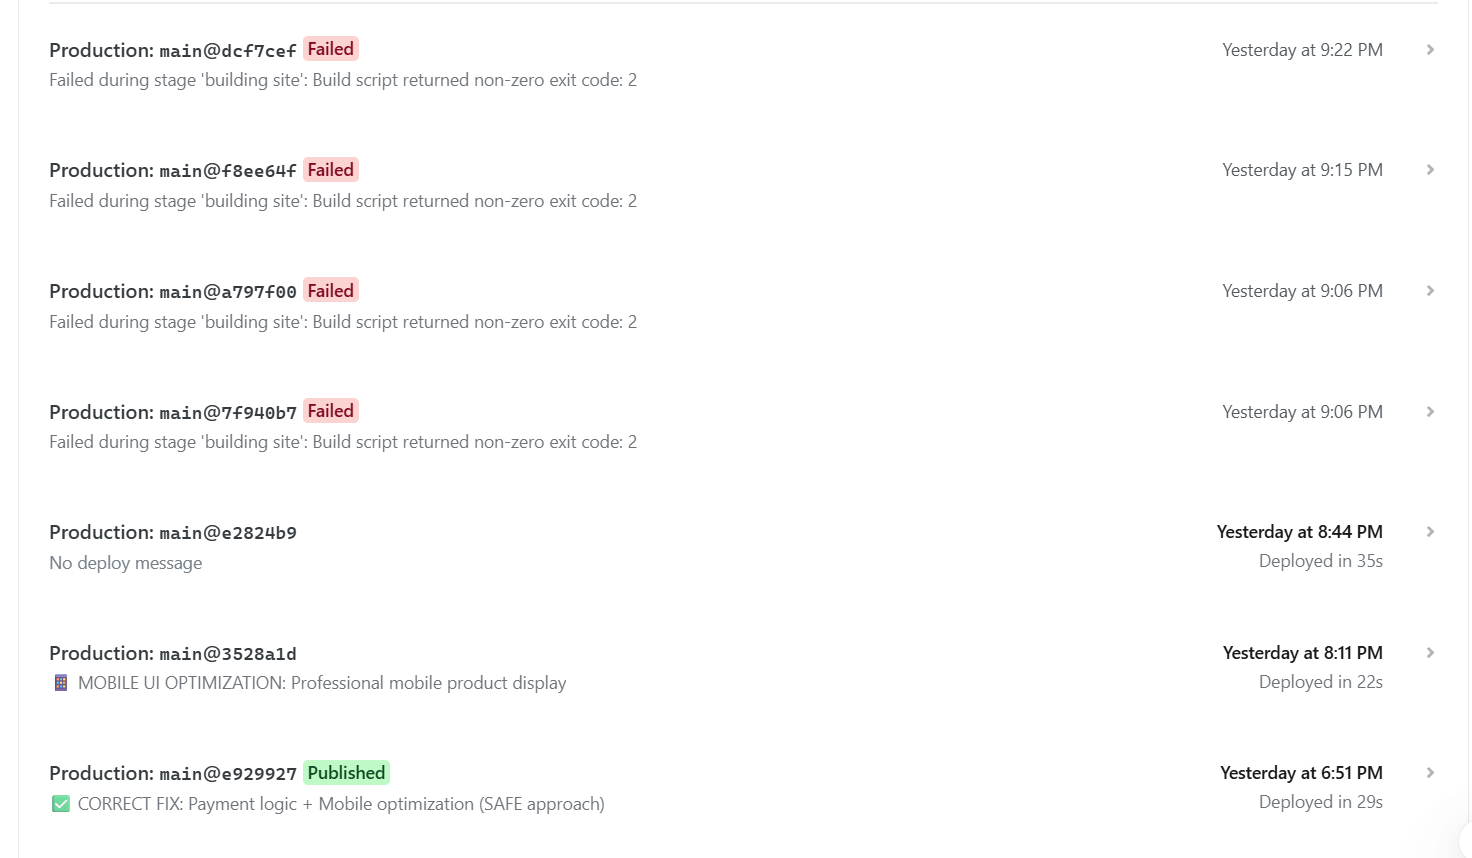 Production: main@dcf7cef Failed
Yesterday at 9:22 PM
Failed during stage 'building site': Build script returned non-zero exit code: 2
Production: main@f8ee64f Failed
Yesterday at 9:15 PM
Failed during stage 'building site': Build script returned non-zero exit code: 2
Production: main@a797f00 Failed
Yesterday at 9:06 PM
Failed during stage 'building site': Build script returned non-zero exit code: 2
Production: main@7f940b7 Failed
Yesterday at 9:06 PM
Failed during stage 'building site': Build script returned non-zero exit code: 2
Production: main@e2824b9
Yesterday at 8:44 PM
No deploy message
Deployed in 35s
Production: main@3528a1d
Yesterday at 8:11 PM
MOBILE UI OPTIMIZATION: Professional mobile product display
Deployed in 22s
Production: main@e929927 Published
Yesterday at 6:51 PM
✅ CORRECT FIX: Payment logic + Mobile optimization (SAFE approach)
Deployed in 29s